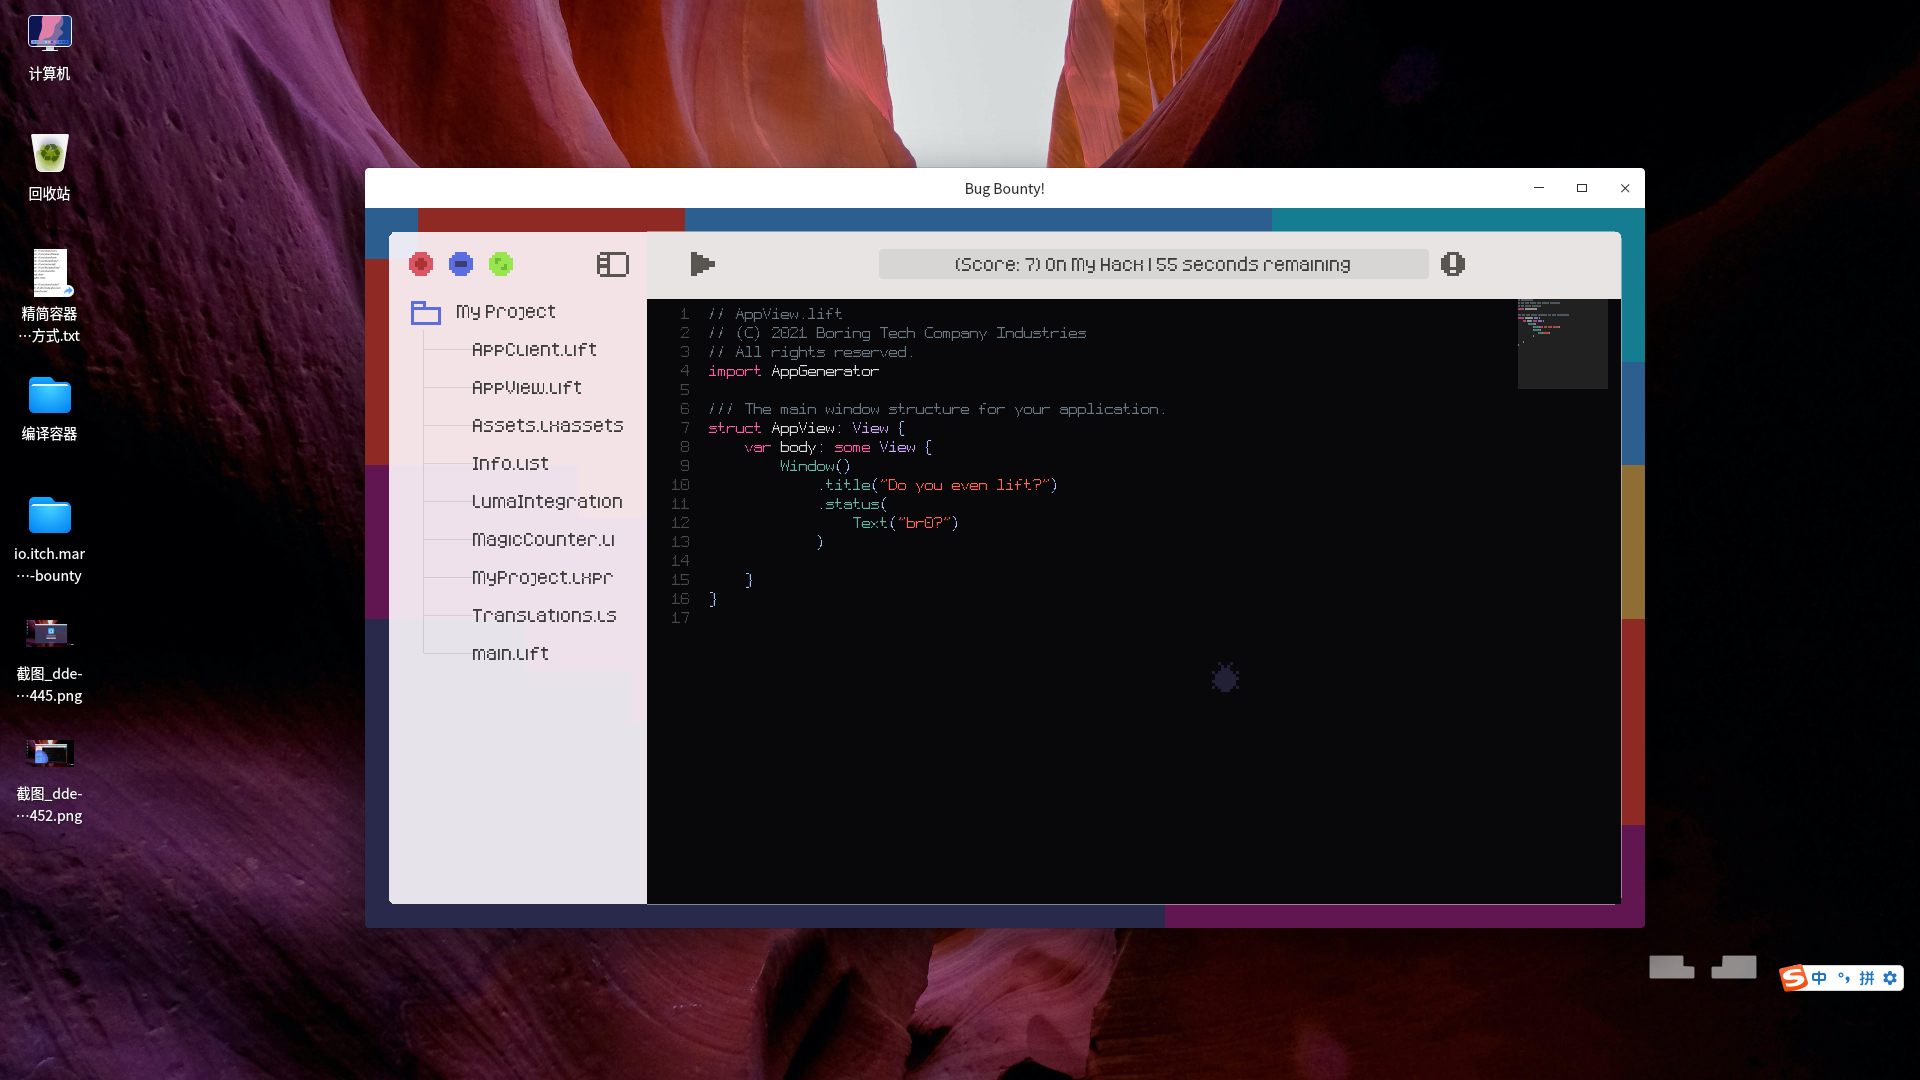 计算机
回收站
精简容器
…方式.txt
编译容器
io.itch.mar
…-bounty
截图_dde-
…445.png
截图_dde-
…452.png
Bug Bounty!
(Score: 7) On My Hack | 55 seconds remaining
My Project
AppClient.lift
AppView.lift
Assets.lxassets
Info.list
LumaIntegration
MagicCounter.li
MyProject.lxpr
Translations.ls
main.lift
1 // AppView.lift
2 // (C) 2021 Boring Tech Company Industries
3 // All rights reserved.
4 import AppGenerator
5
6 /// The main window structure for your application.
7 struct AppView: View {
8 var body: some View {
9 Window()
10 .title("Do you even lift?")
11 .status(
12 Text("br0?")
13 )
14
15 }
16 }
17
中 °, 拼